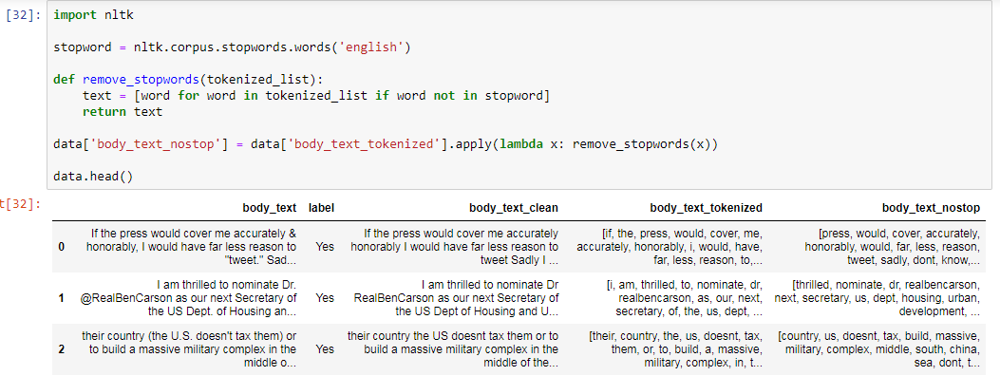 [32]: import nltk
stopword = nltk.corpus.stopwords.words('english')
def remove_stopwords(tokenized_list):
    text = [word for word in tokenized_list if word not in stopword]
    return text
data['body_text_nostop'] = data['body_text_tokenized'].apply(lambda x: remove_stopwords(x))
data.head()
t[32]:
body_text label body_text_clean body_text_tokenized body_text_nostop
0
If the press would cover me accurately &
honorably, I would have far less reason to
"tweet." Sad...
Yes
If the press would cover me accurately
honorably I would have far less reason to
tweet Sadly I ...
[if, the, press, would, cover, me,
accurately, honorably, i, would, have,
far, less, reason, to,...
[press, would, cover, accurately,
honorably, would, far, less, reason,
tweet, sadly, dont, know,...
1
I am thrilled to nominate Dr.
@RealBenCarson as our next Secretary of
the US Dept. of Housing an...
Yes
I am thrilled to nominate Dr
RealBenCarson as our next Secretary of
the US Dept of Housing and U...
[i, am, thrilled, to, nominate, dr,
realbencarson, as, our, next,
secretary, of, the, us, dept, ...
[thrilled, nominate, dr, realbencarson,
next, secretary, us, dept, housing, urban,
development, ...
2
their country (the U.S. doesn't tax them) or
to build a massive military complex in the
middle o...
Yes
their country the US doesnt tax them or to
build a massive military complex in the
middle of the...
[their, country, the, us, doesnt, tax,
them, or, to, build, a, massive,
military, complex, in, t...
[country, us, doesnt, tax, build, massive,
military, complex, middle, south, china,
sea, dont, t...